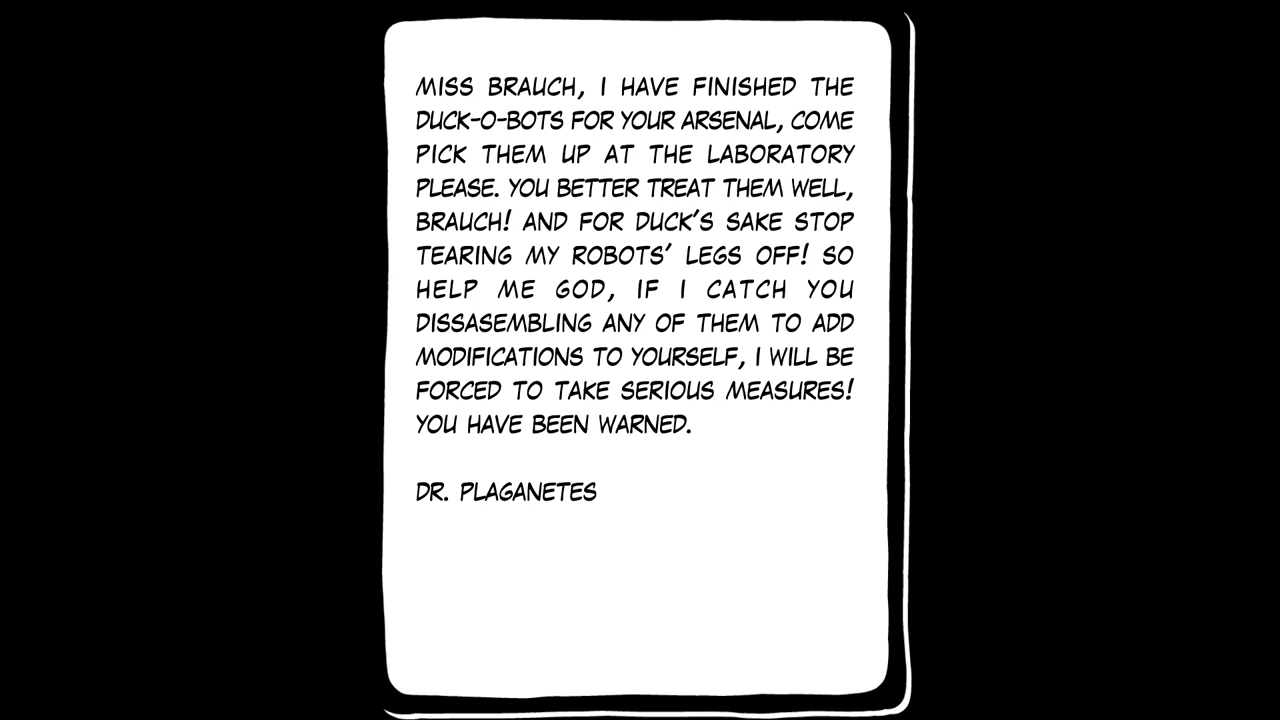 MISS BRAUCH, I HAVE FINISHED THE
DUCK-O-BOTS FOR YOUR ARSENAL, COME
PICK THEM UP AT THE LABORATORY
PLEASE. YOU BETTER TREAT THEM WELL,
BRAUCH! AND FOR DUCK'S SAKE STOP
TEARING MY ROBOTS' LEGS OFF! SO
HELP ME GOD, IF I CATCH YOU
DISSASEMBLING ANY OF THEM TO ADD
MODIFICATIONS TO YOURSELF, I WILL BE
FORCED TO TAKE SERIOUS MEASURES!
YOU HAVE BEEN WARNED.
DR. PLAGANETES